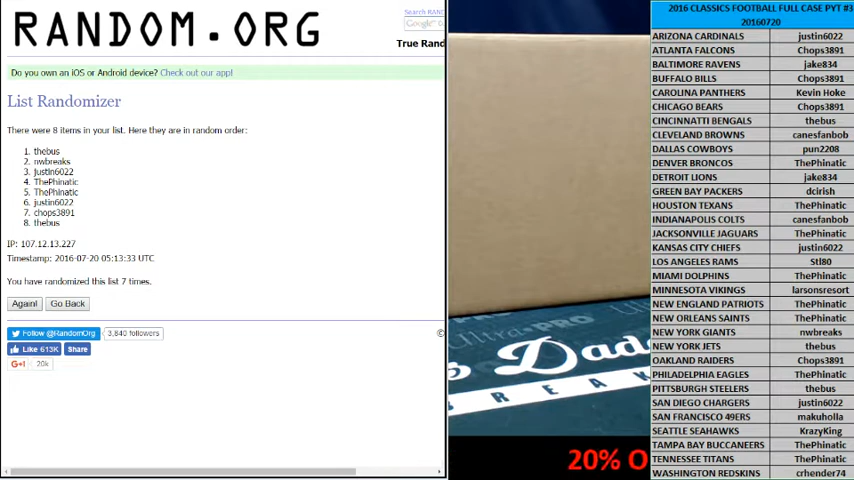 RANDOM.ORG
Search RAND
Google
True Rand
Do you own an iOS or Android device? Check out our app!
List Randomizer
There were 8 items in your list. Here they are in random order:
1. thebus
2. nwbreaks
3. justin6022
4. ThePhinatic
5. ThePhinatic
6. justin6022
7. chops3891
8. thebus
IP: 107.12.13.227
Timestamp: 2016-07-20 05:13:33 UTC
You have randomized this list 7 times.
Again! Go Back
Follow @RandomOrg 3,840 followers
Like 613K Share
G+1 20k
©
Ultra PRO
s Dadd
BREAK
20% O
2016 CLASSICS FOOTBALL FULL CASE PYT #3
20160720
ARIZONA CARDINALS justin6022
ATLANTA FALCONS Chops3891
BALTIMORE RAVENS jake834
BUFFALO BILLS Chops3891
CAROLINA PANTHERS Kevin Hoke
CHICAGO BEARS Chops3891
CINCINNATI BENGALS thebus
CLEVELAND BROWNS canesfanbob
DALLAS COWBOYS pun2208
DENVER BRONCOS ThePhinatic
DETROIT LIONS jake834
GREEN BAY PACKERS dcirish
HOUSTON TEXANS ThePhinatic
INDIANAPOLIS COLTS canesfanbob
JACKSONVILLE JAGUARS ThePhinatic
KANSAS CITY CHIEFS justin6022
LOS ANGELES RAMS Stl80
MIAMI DOLPHINS ThePhinatic
MINNESOTA VIKINGS larsonsresort
NEW ENGLAND PATRIOTS ThePhinatic
NEW ORLEANS SAINTS ThePhinatic
NEW YORK GIANTS nwbreaks
NEW YORK JETS thebus
OAKLAND RAIDERS Chops3891
PHILADELPHIA EAGLES ThePhinatic
PITTSBURGH STEELERS thebus
SAN DIEGO CHARGERS justin6022
SAN FRANCISCO 49ERS makuholla
SEATTLE SEAHAWKS KrazyKing
TAMPA BAY BUCCANEERS ThePhinatic
TENNESSEE TITANS ThePhinatic
WASHINGTON REDSKINS crhender74